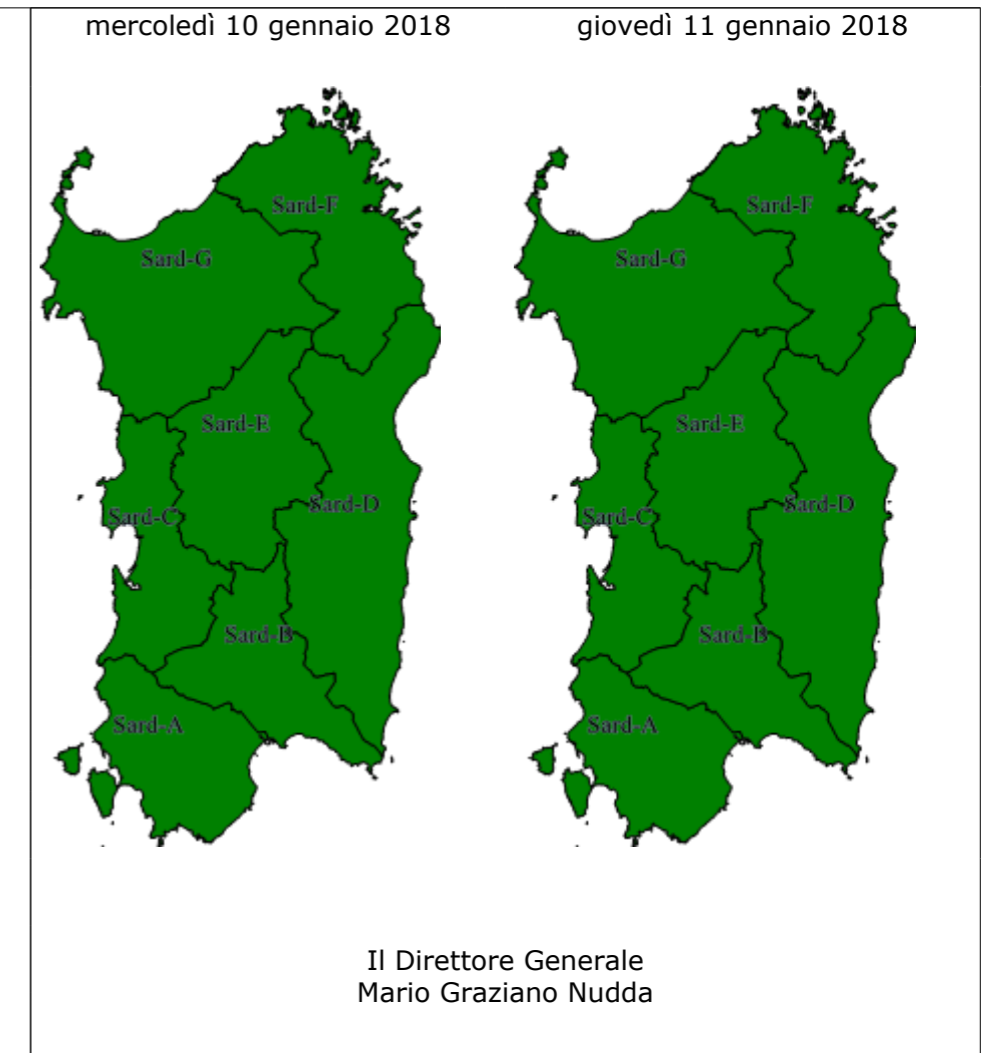 mercoledì 10 gennaio 2018
giovedì 11 gennaio 2018
Sard-F
Sard-G
Sard-E
Sard-D
Sard-C
Sard-B
Sard-A
Sard-F
Sard-G
Sard-E
Sard-D
Sard-C
Sard-B
Sard-A
Il Direttore Generale
Mario Graziano Nudda